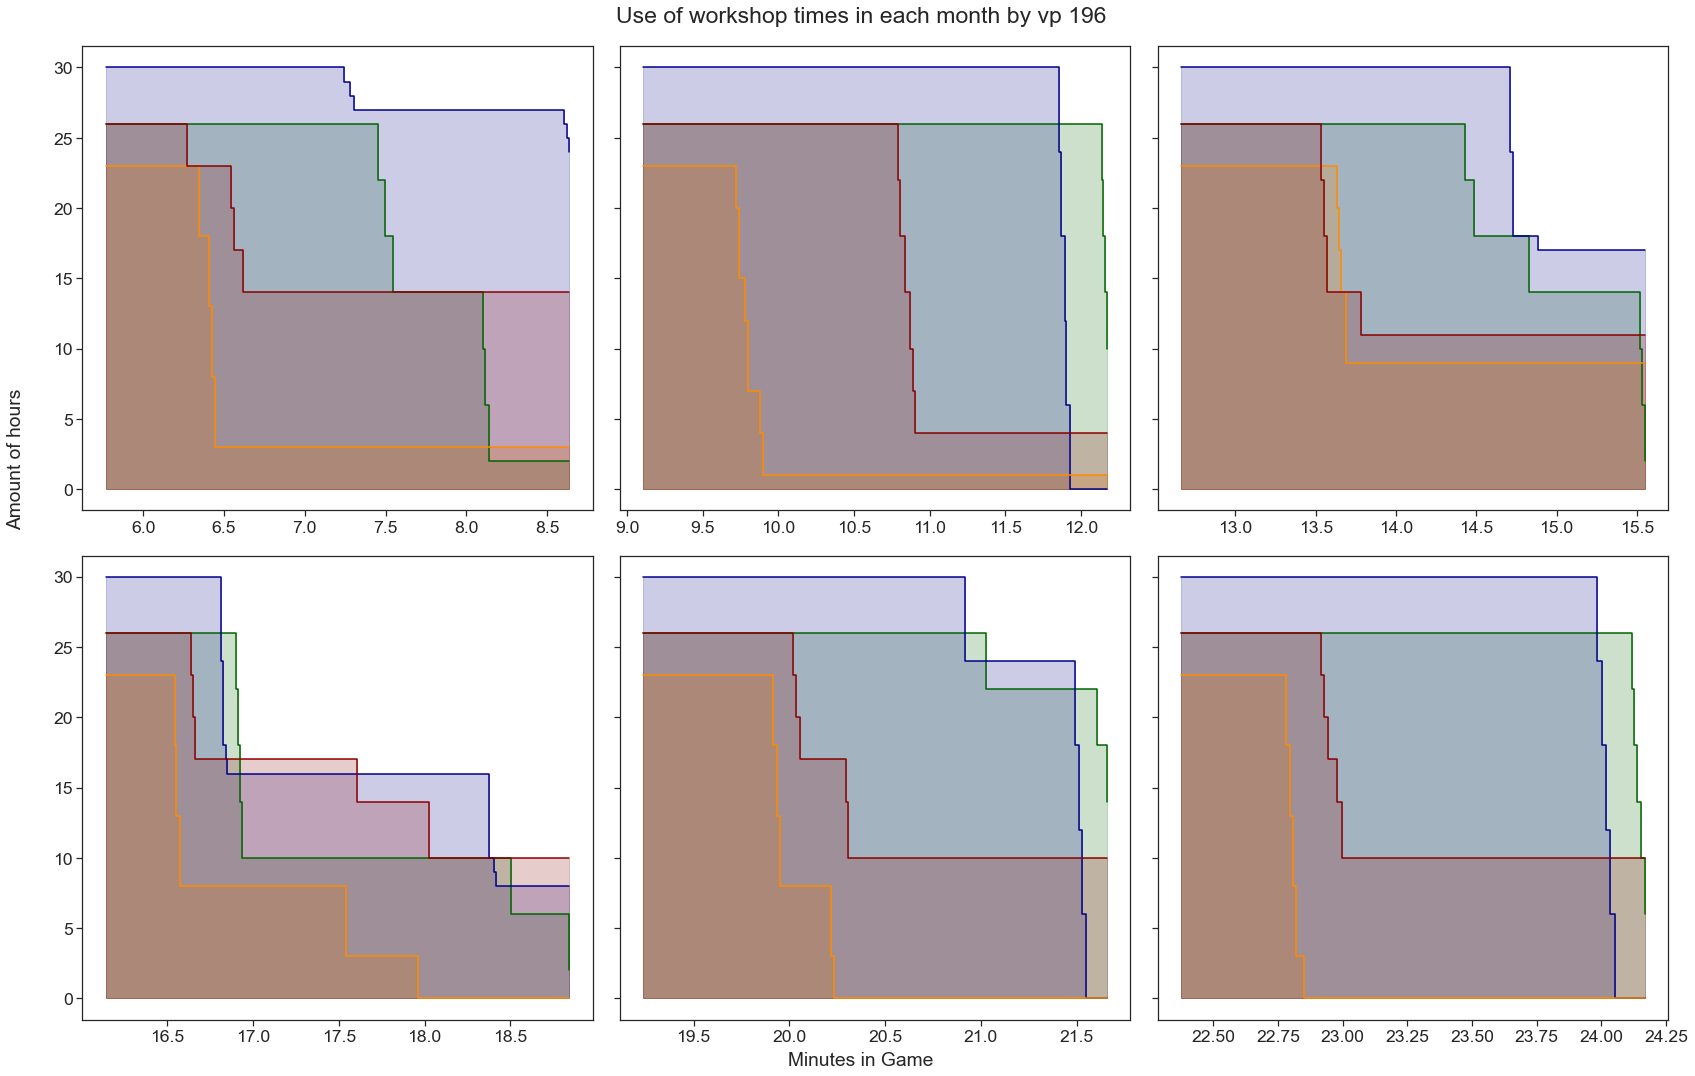 Use of workshop times in each month by vp 196
Amount of hours
30
25
20
15
10
5
0
6.0 6.5 7.0 7.5 8.0 8.5
9.0 9.5 10.0 10.5 11.0 11.5 12.0
13.0 13.5 14.0 14.5 15.0 15.5
30
25
20
15
10
5
0
16.5 17.0 17.5 18.0 18.5
19.5 20.0 20.5 21.0 21.5
22.50 22.75 23.00 23.25 23.50 23.75 24.00 24.25
Minutes in Game